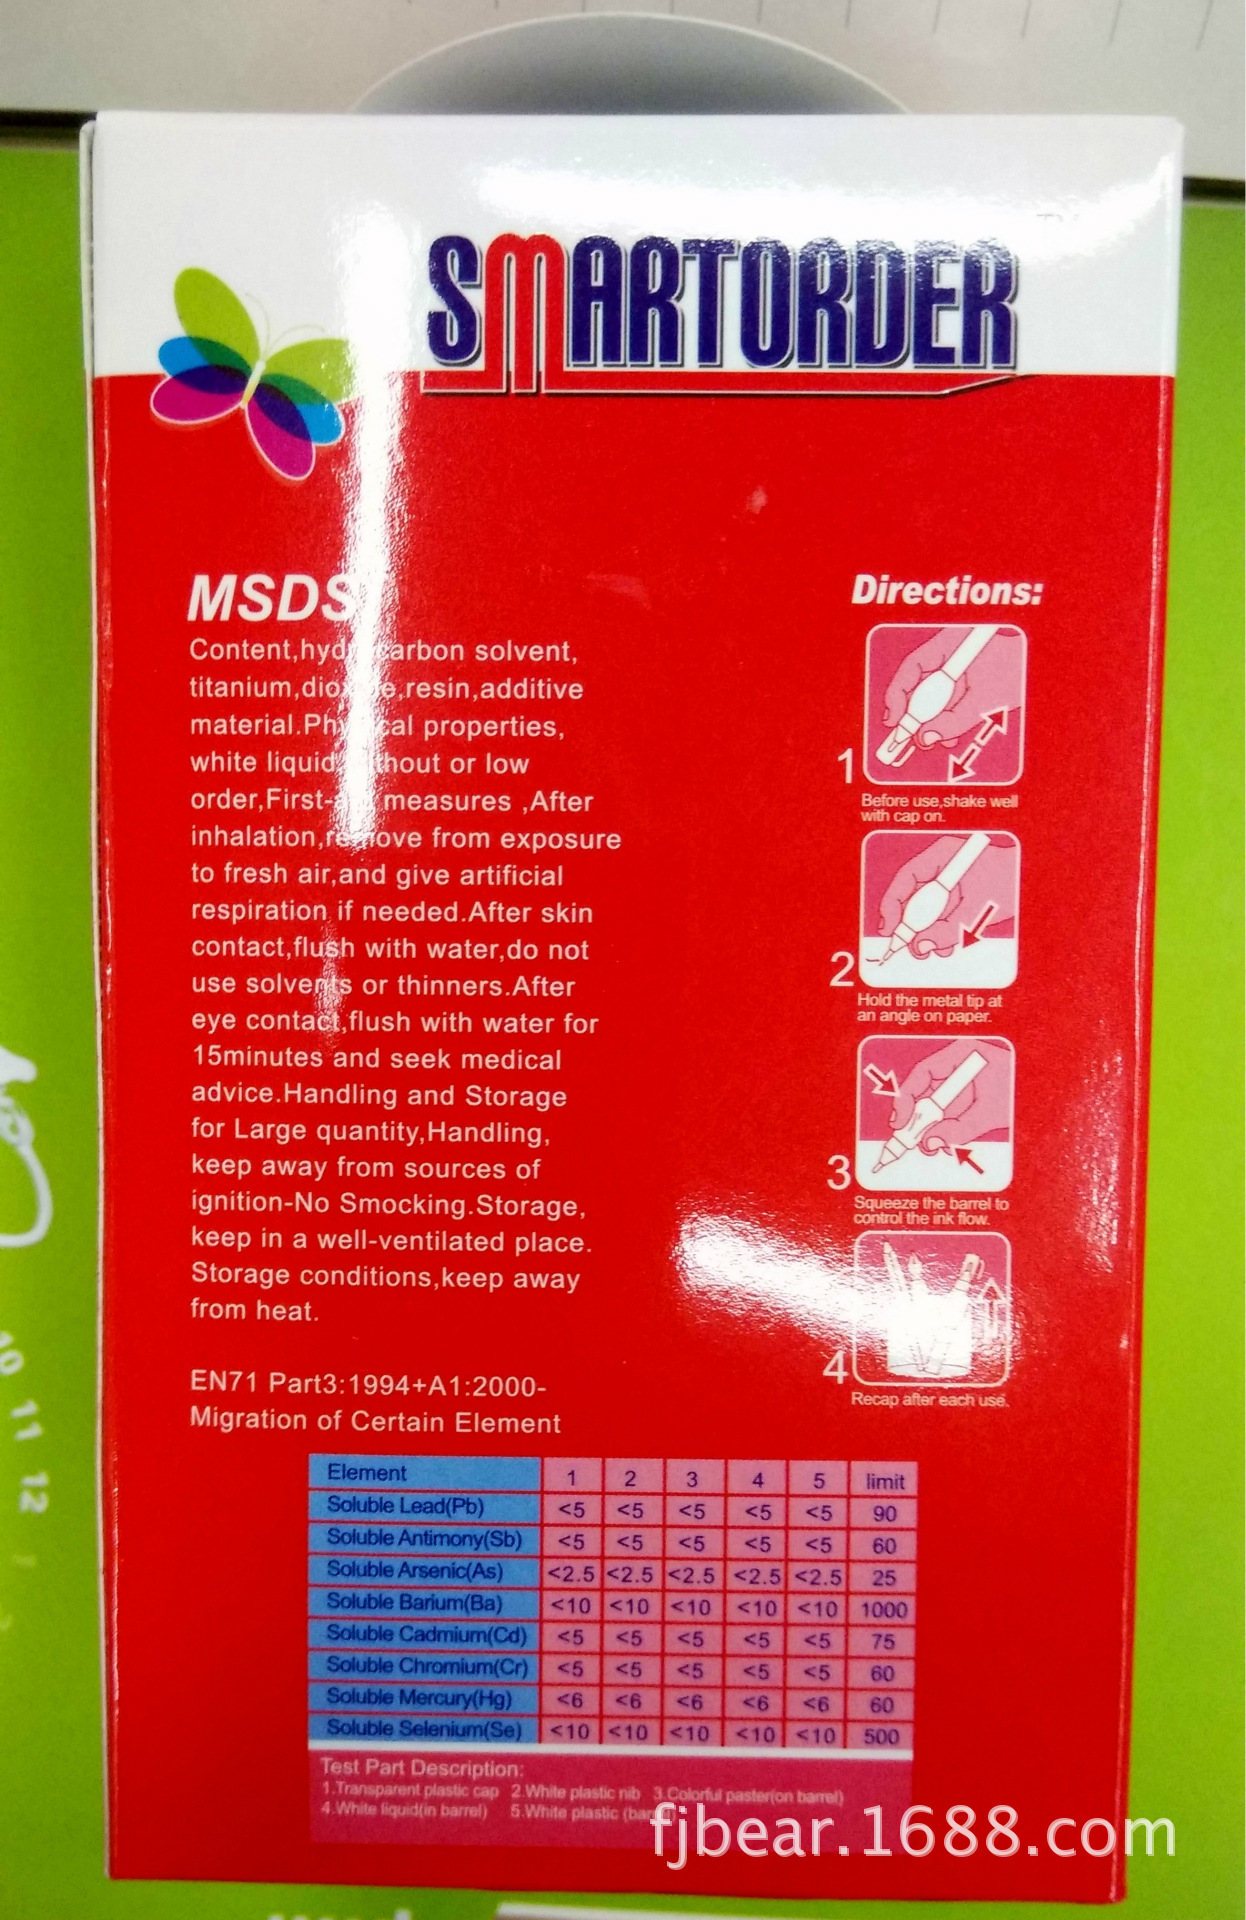 TM
SMARTORDER
MSDS
Content,hydrocarbon solvent,
titanium,dioxide,resin,additive
material.Physical properties,
white liquid without or low
order,First-aid measures ,After
inhalation,remove from exposure
to fresh air,and give artificial
respiration if needed.After skin
contact,flush with water,do not
use solvents or thinners.After
eye contact,flush with water for
15minutes and seek medical
advice.Handling and Storage
for Large quantity,Handling,
keep away from sources of
ignition-No Smocking.Storage,
keep in a well-ventilated place.
Storage conditions,keep away
from heat.
EN71 Part3:1994+A1:2000-
Migration of Certain Element
Directions:
1
Before use,shake well
with cap on.
2
Hold the metal tip at
an angle on paper.
3
Squeeze the barrel to
control the ink flow.
4
Recap after each use.
Element 1 2 3 4 5 limit
Soluble Lead(Pb) <5 <5 <5 <5 <5 90
Soluble Antimony(Sb) <5 <5 <5 <5 <5 60
Soluble Arsenic(As) <2.5 <2.5 <2.5 <2.5 <2.5 25
Soluble Barium(Ba) <10 <10 <10 <10 <10 1000
Soluble Cadmium(Cd) <5 <5 <5 <5 <5 75
Soluble Chromium(Cr) <5 <5 <5 <5 <5 60
Soluble Mercury(Hg) <6 <6 <6 <6 <6 60
Soluble Selenium(Se) <10 <10 <10 <10 <10 500
Test Part Description:
1.Transparent plastic cap 2.White plastic nib 3.Colorful paster(on barrel)
4.White liquid(in barrel) 5.White plastic (barrel)
fjbear.1688.com
10
11
12